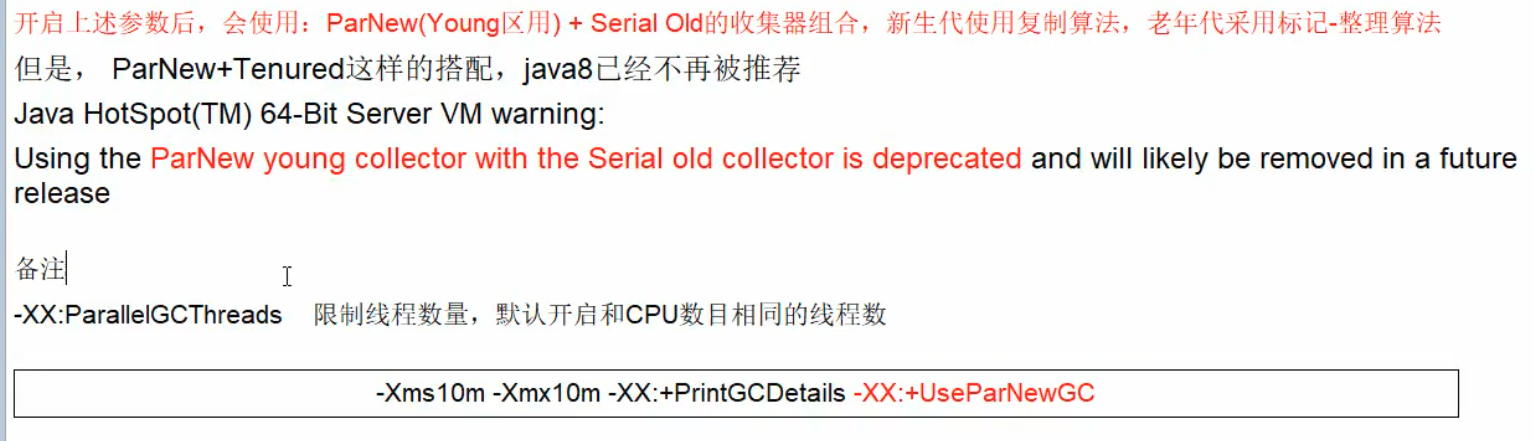 开启上述参数后，会使用：ParNew(Young区用) + Serial Old的收集器组合，新生代使用复制算法，老年代采用标记-整理算法
但是， ParNew+Tenured这样的搭配，java8已经不再被推荐
Java HotSpot(TM) 64-Bit Server VM warning:
Using the ParNew young collector with the Serial old collector is deprecated and will likely be removed in a future
release
备注
-XX:ParallelGCThreads 限制线程数量，默认开启和CPU数目相同的线程数
-Xms10m -Xmx10m -XX:+PrintGCDetails -XX:+UseParNewGC